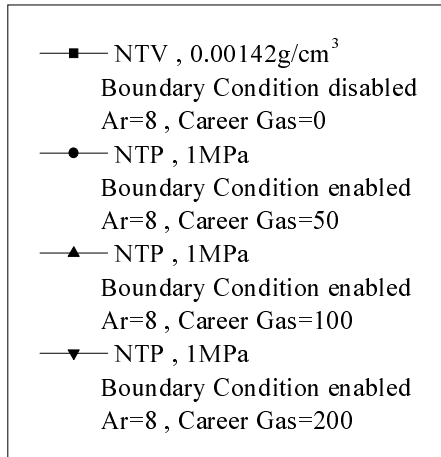 NTV , 0.00142g/cm³
Boundary Condition disabled
Ar=8 , Career Gas=0
NTP , 1MPa
Boundary Condition enabled
Ar=8 , Career Gas=50
NTP , 1MPa
Boundary Condition enabled
Ar=8 , Career Gas=100
NTP , 1MPa
Boundary Condition enabled
Ar=8 , Career Gas=200